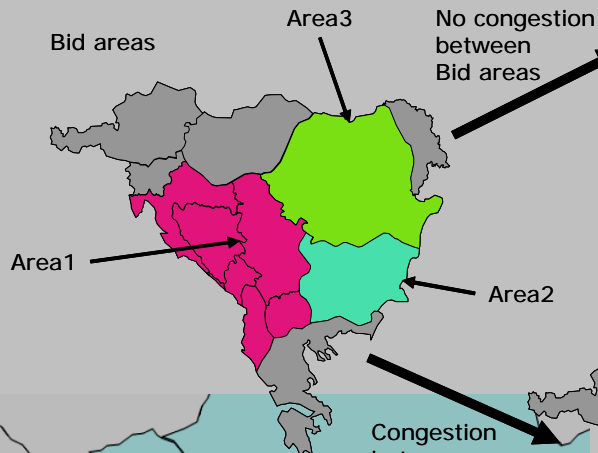 Bid areas
Area3
No congestion
between
Bid areas
Area1
Area2
Congestion